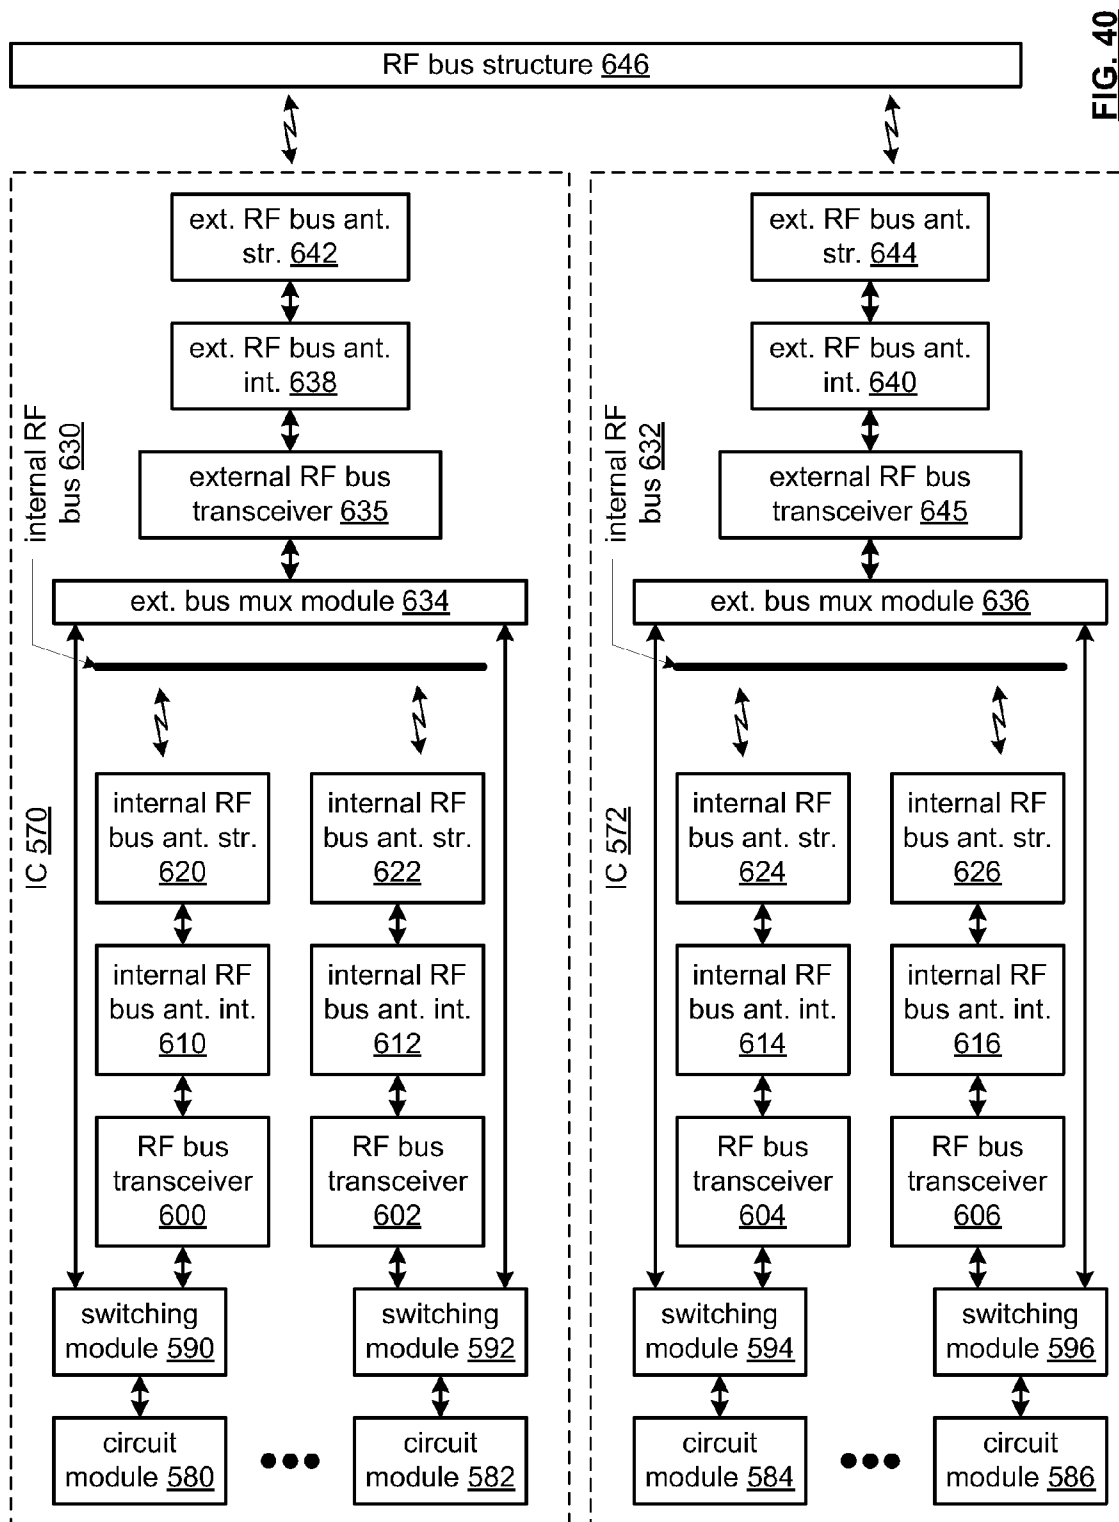 RF bus structure 646
FIG. 40
ext. RF bus ant.
str. 642
ext. RF bus ant.
int. 638
internal RF
bus 630
external RF bus
transceiver 635
ext. bus mux module 634
IC 570
internal RF
bus ant. str.
620
internal RF
bus ant. str.
622
internal RF
bus ant. int.
610
internal RF
bus ant. int.
612
RF bus
transceiver
600
RF bus
transceiver
602
switching
module 590
switching
module 592
circuit
module 580
circuit
module 582
ext. RF bus ant.
str. 644
ext. RF bus ant.
int. 640
internal RF
bus 632
external RF bus
transceiver 645
ext. bus mux module 636
IC 572
internal RF
bus ant. str.
624
internal RF
bus ant. str.
626
internal RF
bus ant. int.
614
internal RF
bus ant. int.
616
RF bus
transceiver
604
RF bus
transceiver
606
switching
module 594
switching
module 596
circuit
module 584
circuit
module 586